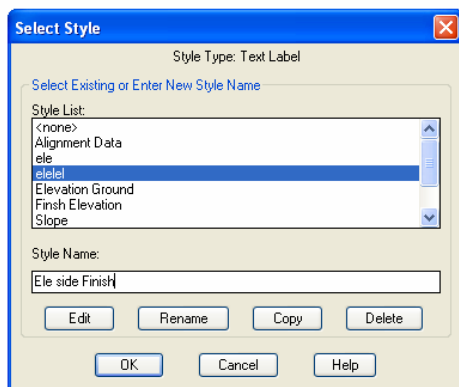 Select Style
Style Type: Text Label
Select Existing or Enter New Style Name
Style List:
<none>
Alignment Data
ele
elelel
Elevation Ground
Finsh Elevation
Slope
Style Name:
Ele side Finish
Edit Rename Copy Delete
OK Cancel Help